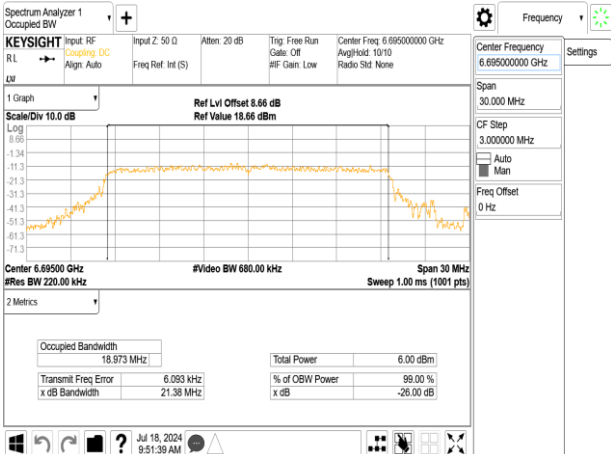 Spectrum Analyzer 1
Occupied BW
+
Frequency
KEYSIGHT
Input: RF
Input Z: 50 Ω
Atten: 20 dB
Trig: Free Run
Center Freq: 6.695000000 GHz
RL
Coupling: DC
Gate: Off
Avg|Hold: 10/10
Align: Auto
Freq Ref: Int (S)
#IF Gain: Low
Radio Std: None
LXI
Center Frequency
6.695000000 GHz
Settings
Span
30.000 MHz
CF Step
3.000000 MHz
Auto
Man
Freq Offset
0 Hz
1 Graph
Ref Lvl Offset 8.66 dB
Scale/Div 10.0 dB
Ref Value 18.66 dBm
Log
8.66
-1.34
-11.3
-21.3
-31.3
-41.3
-51.3
-61.3
-71.3
Center 6.69500 GHz
#Video BW 680.00 kHz
Span 30 MHz
#Res BW 220.00 kHz
Sweep 1.00 ms (1001 pts)
2 Metrics
Occupied Bandwidth
18.973 MHz
Total Power
6.00 dBm
Transmit Freq Error
6.093 kHz
% of OBW Power
99.00 %
x dB Bandwidth
21.38 MHz
x dB
-26.00 dB
?
Jul 18, 2024
9:51:39 AM